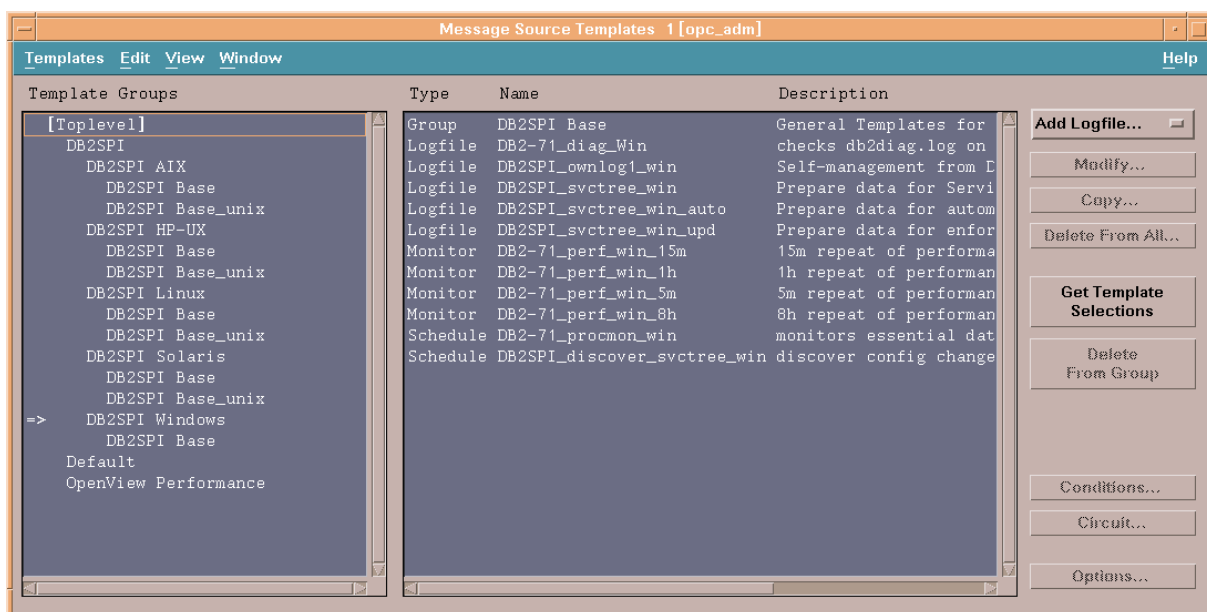 Message Source Templates 1 [opc_adm]
Templates Edit View Window Help
Template Groups
[Toplevel]
DB2SPI
DB2SPI AIX
DB2SPI Base
DB2SPI Base_unix
DB2SPI HP-UX
DB2SPI Base
DB2SPI Base_unix
DB2SPI Linux
DB2SPI Base
DB2SPI Base_unix
DB2SPI Solaris
DB2SPI Base
DB2SPI Base_unix
=> DB2SPI Windows
DB2SPI Base
Default
OpenView Performance
Type Name Description
Group DB2SPI Base General Templates for
Logfile DB2-71_diag_Win checks db2diag.log on
Logfile DB2SPI_ownlog1_win Self-management from D
Logfile DB2SPI_svctree_win Prepare data for Servi
Logfile DB2SPI_svctree_win_auto Prepare data for autom
Logfile DB2SPI_svctree_win_upd Prepare data for enfor
Monitor DB2-71_perf_win_15m 15m repeat of performa
Monitor DB2-71_perf_win_1h 1h repeat of performan
Monitor DB2-71_perf_win_5m 5m repeat of performan
Monitor DB2-71_perf_win_8h 8h repeat of performan
Schedule DB2-71_procmon_win monitors essential dat
Schedule DB2SPI_discover_svctree_win discover config change
Add Logfile...
Modify...
Copy...
Delete From All...
Get Template
Selections
Delete
From Group
Conditions...
Circuit...
Options...